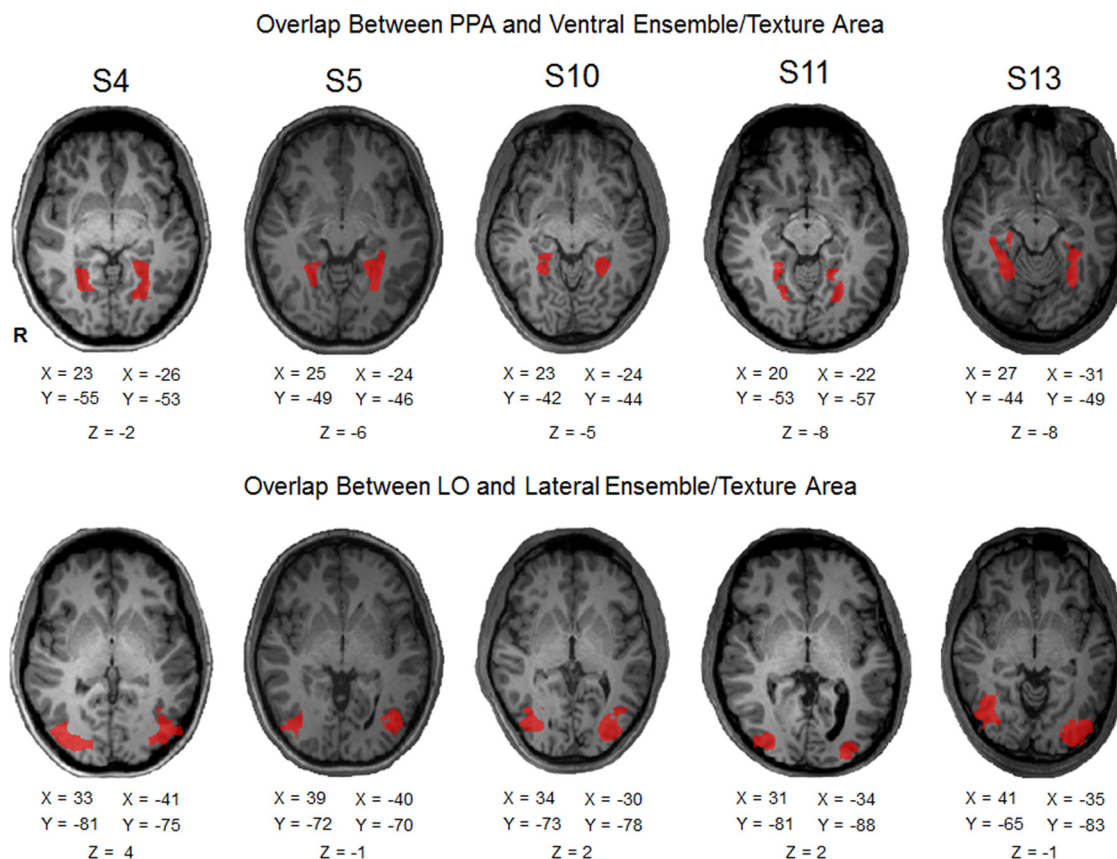 Overlap Between PPA and Ventral Ensemble/Texture Area
S4 S5 S10 S11 S13
R
X = 23 X = -26 X = 25 X = -24 X = 23 X = -24 X = 20 X = -22 X = 27 X = -31
Y = -55 Y = -53 Y = -49 Y = -46 Y = -42 Y = -44 Y = -53 Y = -57 Y = -44 Y = -49
Z = -2 Z = -6 Z = -5 Z = -8 Z = -8
Overlap Between LO and Lateral Ensemble/Texture Area
X = 33 X = -41 X = 39 X = -40 X = 34 X = -30 X = 31 X = -34 X = 41 X = -35
Y = -81 Y = -75 Y = -72 Y = -70 Y = -73 Y = -78 Y = -81 Y = -88 Y = -65 Y = -83
Z = 4 Z = -1 Z = 2 Z = 2 Z = -1